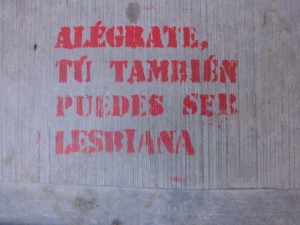 ALÉGRATE,
TÚ TAMBIÉN
PUEDES SER
LESBIANA